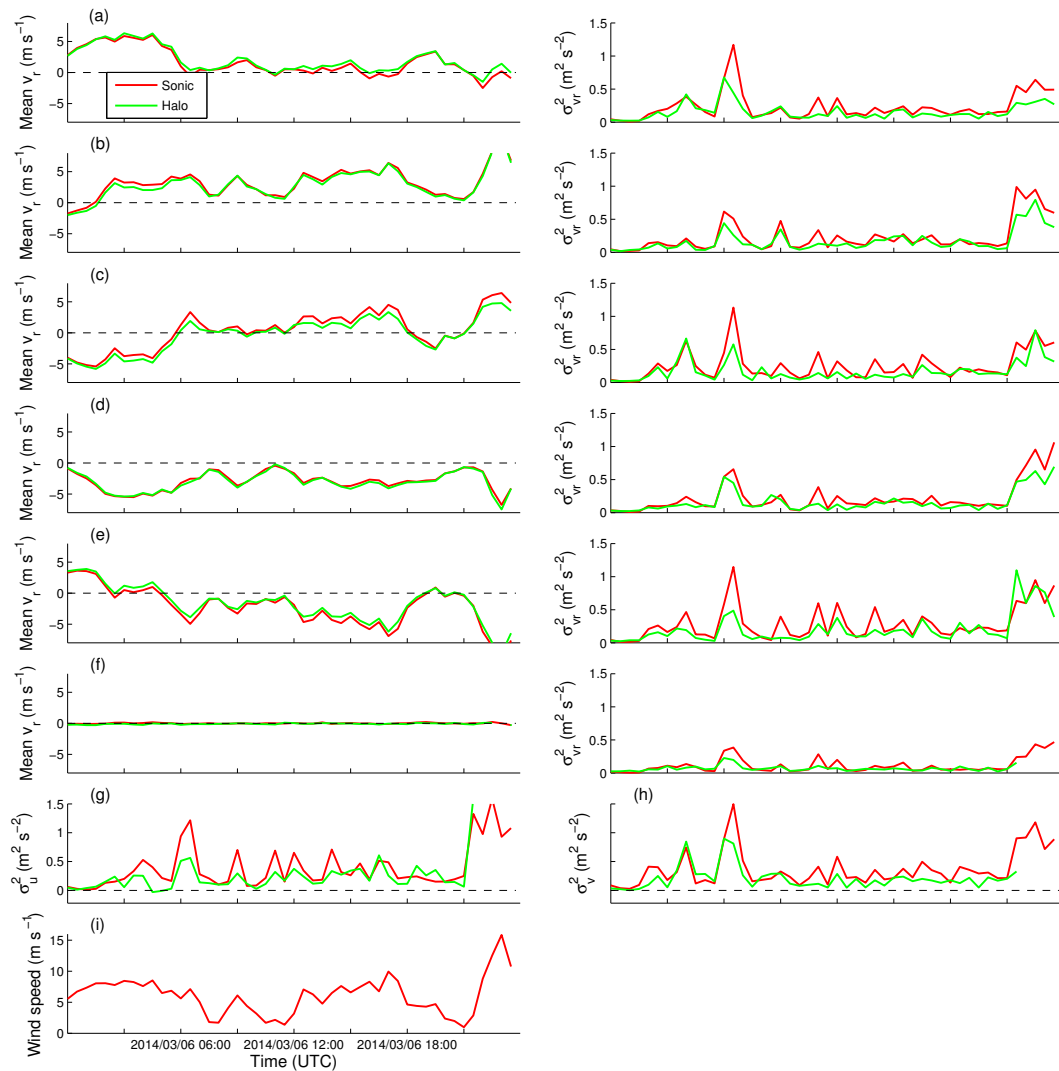 (a)
Mean v_r (m s^−1)
5
0
−5
Sonic
Halo
σ²_vr (m² s^−2)
1.5
1
0.5
0
(b)
Mean v_r (m s^−1)
5
0
−5
σ²_vr (m² s^−2)
1.5
1
0.5
0
(c)
Mean v_r (m s^−1)
5
0
−5
σ²_vr (m² s^−2)
1.5
1
0.5
0
(d)
Mean v_r (m s^−1)
5
0
−5
σ²_vr (m² s^−2)
1.5
1
0.5
0
(e)
Mean v_r (m s^−1)
5
0
−5
σ²_vr (m² s^−2)
1.5
1
0.5
0
(f)
Mean v_r (m s^−1)
5
0
−5
σ²_vr (m² s^−2)
1.5
1
0.5
0
(g)
σ²_u (m² s^−2)
1.5
1
0.5
0
(h)
σ²_v (m² s^−2)
1.5
1
0.5
0
(i)
Wind speed (m s^−1)
15
10
5
0
2014/03/06 06:00 2014/03/06 12:00 2014/03/06 18:00
Time (UTC)